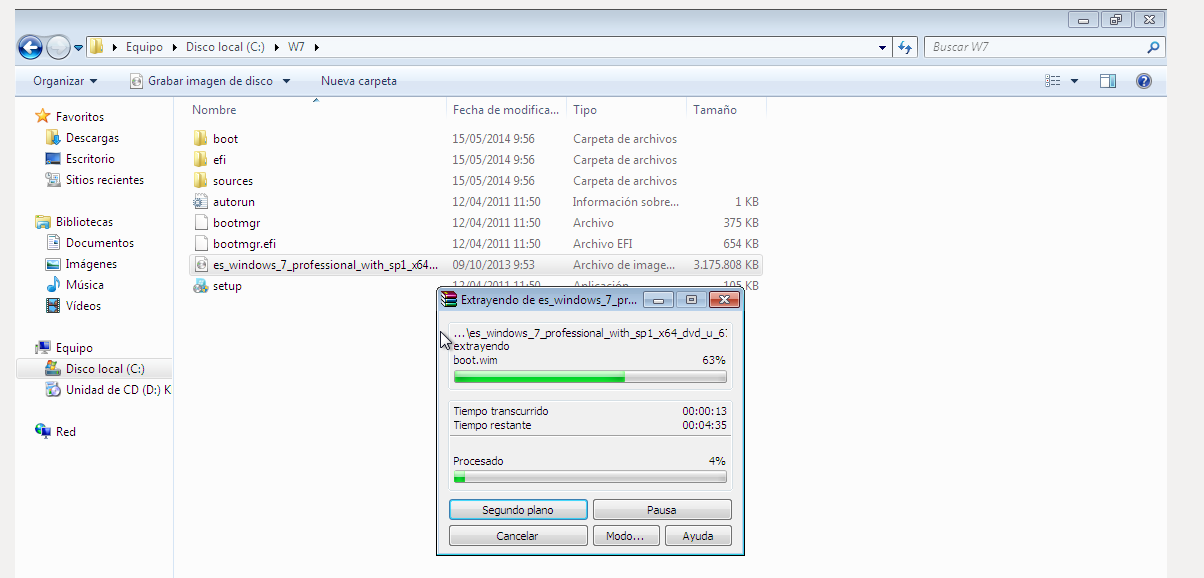 Equipo Disco local (C:) W7
Buscar W7
Organizar Grabar imagen de disco Nueva carpeta
Favoritos
Descargas
Escritorio
Sitios recientes
Bibliotecas
Documentos
Imágenes
Música
Vídeos
Equipo
Disco local (C:)
Unidad de CD (D:) K
Red
Nombre Fecha de modifica... Tipo Tamaño
boot 15/05/2014 9:56 Carpeta de archivos
efi 15/05/2014 9:56 Carpeta de archivos
sources 15/05/2014 9:56 Carpeta de archivos
autorun 12/04/2011 11:50 Información sobre... 1 KB
bootmgr 12/04/2011 11:50 Archivo 375 KB
bootmgr.efi 12/04/2011 11:50 Archivo EFI 654 KB
es_windows_7_professional_with_sp1_x64... 09/10/2013 9:53 Archivo de image... 3.175.808 KB
setup 12/04/2011 11:50 Aplicación 105 KB
Extrayendo de es_windows_7_pr...
...\es_windows_7_professional_with_sp1_x64_dvd_u_6
extrayendo
boot.wim 63%
Tiempo transcurrido 00:00:13
Tiempo restante 00:04:35
Procesado 4%
Segundo plano Pausa
Cancelar Modo... Ayuda